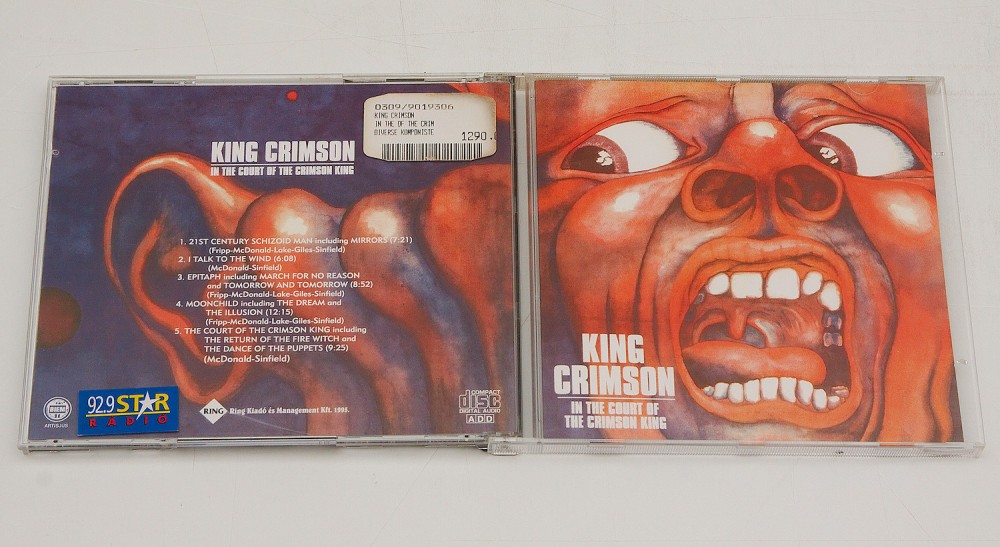 0309/9019306
KING CRIMSON
IN THE OF THE CRIM
DIVERSE KOMPONISTE
1290.
KING CRIMSON
IN THE COURT OF THE CRIMSON KING
1. 21ST CENTURY SCHIZOID MAN including MIRRORS (7:21)
(Fripp-McDonald-Lake-Giles-Sinfield)
2. I TALK TO THE WIND (6:08)
(McDonald-Sinfield)
3. EPITAPH including MARCH FOR NO REASON
and TOMORROW AND TOMORROW (8:52)
(Fripp-McDonald-Lake-Giles-Sinfield)
4. MOONCHILD including THE DREAM and
THE ILLUSION (12:15)
(Fripp-McDonald-Lake-Giles-Sinfield)
5. THE COURT OF THE CRIMSON KING including
THE RETURN OF THE FIRE WITCH and
THE DANCE OF THE PUPPETS (9:25)
(McDonald-Sinfield)
BIEM
ARTISJUS
92.9 STAR
RADIO
RING
Ring Kiadó és Management Kft. 1995.
COMPACT
disc
DIGITAL AUDIO
ADD
KING
CRIMSON
IN THE COURT OF
THE CRIMSON KING